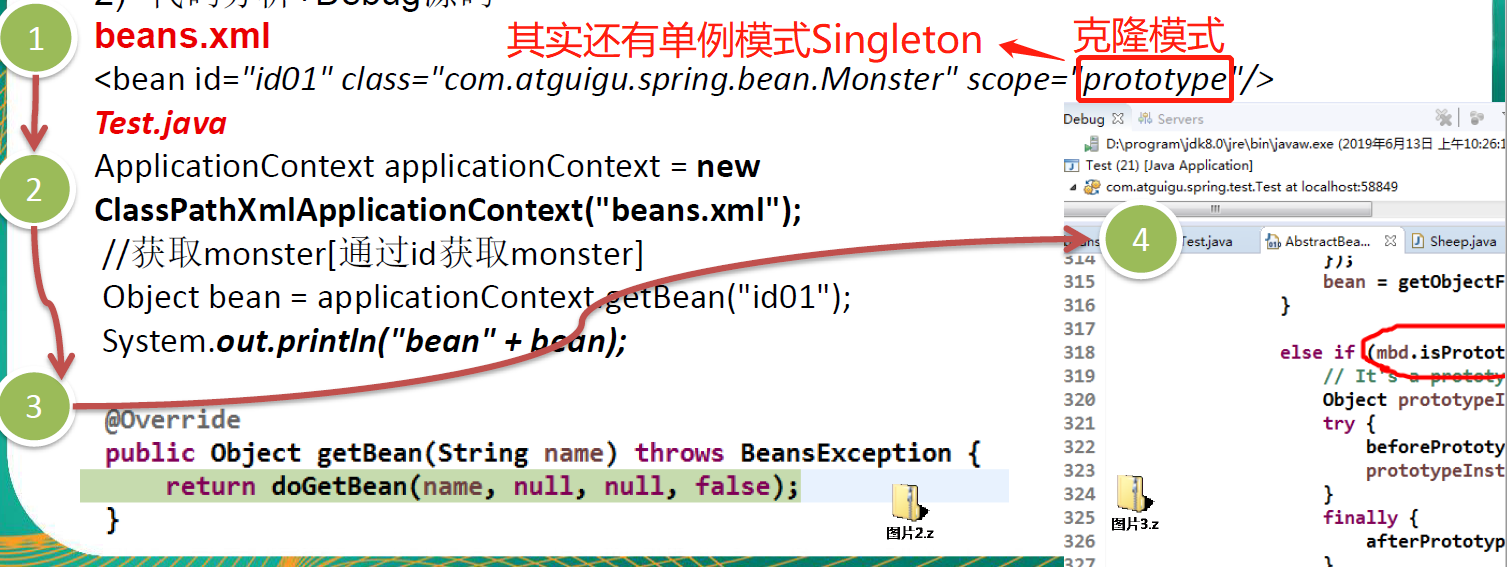 1
beans.xml
其实还有单例模式Singleton
克隆模式
<bean id="id01" class="com.atguigu.spring.bean.Monster" scope="prototype"/>
Test.java
2
ApplicationContext applicationContext = new
ClassPathXmlApplicationContext("beans.xml");
//获取monster[通过id获取monster]
Object bean = applicationContext.getBean("id01");
System.out.println("bean" + bean);
3
@Override
public Object getBean(String name) throws BeansException {
return doGetBean(name, null, null, false);
}
图片2.z
Debug
Servers
D:\program\jdk8.0\jre\bin\javaw.exe (2019年6月13日 上午10:26:1
Test (21) [Java Application]
com.atguigu.spring.test.Test at localhost:58849
4
Test.java
AbstractBea...
Sheep.java
314 });
315 bean = getObjectF
316 }
317
318 else if (mbd.isProtot
319 // It's a prototy
320 Object prototypeI
321 try {
322 beforePrototy
323 prototypeInst
324 }
325 finally {
326 afterPrototyp
327 }
图片3.z